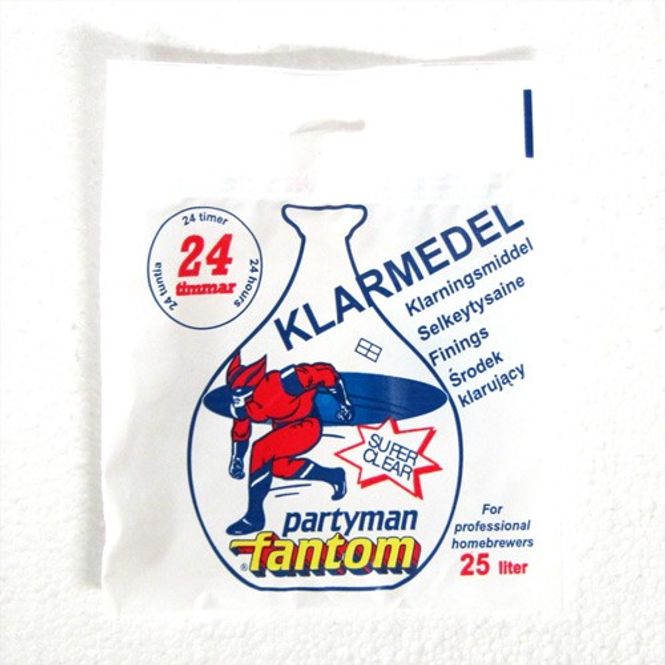 24 timer
24
timmar
24 tuntia
24 hours
KLARMEDEL
Klarningsmiddel
Selkeytysaine
Finings
Środek
klarujący
SUPER
CLEAR
partyman
fantom
®
For
professional
homebrewers
25 liter